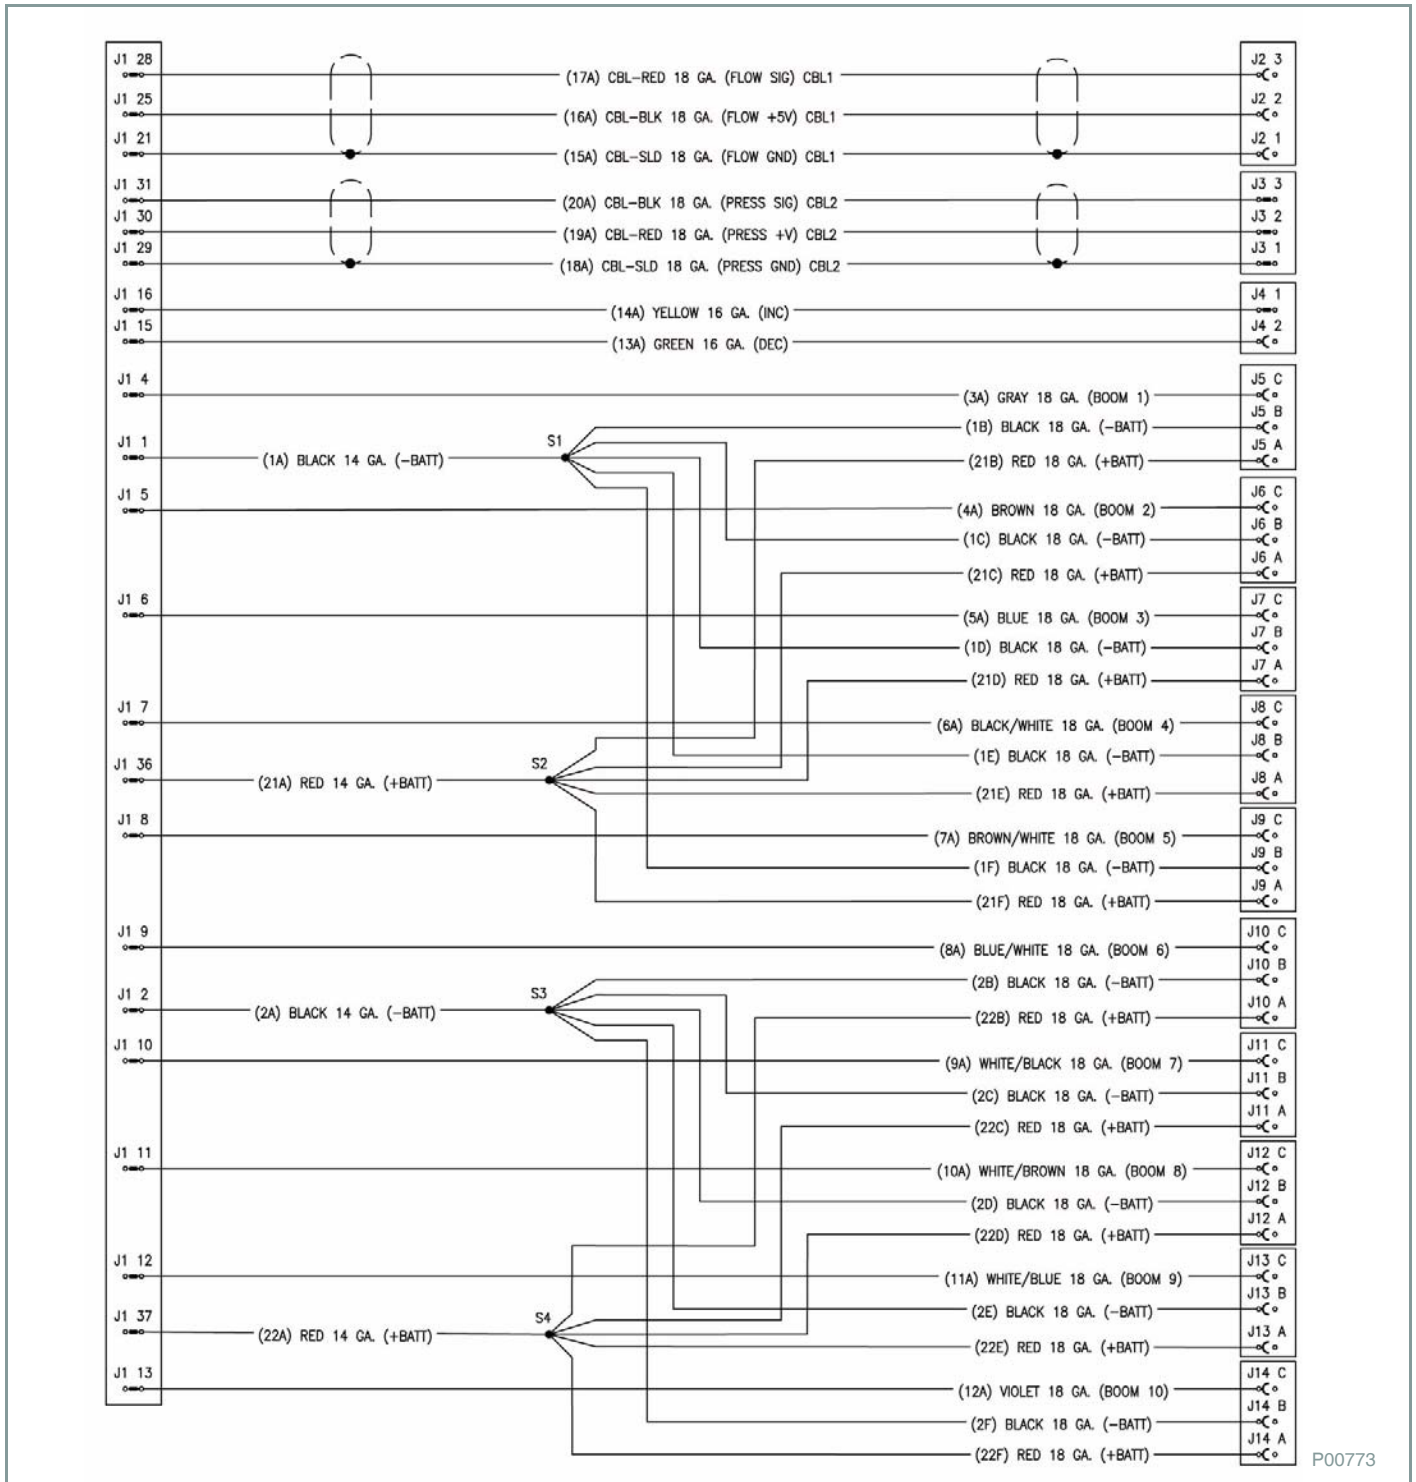 J1 28 (17A) CBL-RED 18 GA. (FLOW SIG) CBL1 J2 3
J1 25 (16A) CBL-BLK 18 GA. (FLOW +5V) CBL1 J2 2
J1 21 (15A) CBL-SLD 18 GA. (FLOW GND) CBL1 J2 1
J1 31 (20A) CBL-BLK 18 GA. (PRESS SIG) CBL2 J3 3
J1 30 (19A) CBL-RED 18 GA. (PRESS +V) CBL2 J3 2
J1 29 (18A) CBL-SLD 18 GA. (PRESS GND) CBL2 J3 1
J1 16 (14A) YELLOW 16 GA. (INC) J4 1
J1 15 (13A) GREEN 16 GA. (DEC) J4 2
J1 4 (3A) GRAY 18 GA. (BOOM 1) J5 C
(1B) BLACK 18 GA. (-BATT) J5 B
J1 1 (1A) BLACK 14 GA. (-BATT) S1 (21B) RED 18 GA. (+BATT) J5 A
J1 5 (4A) BROWN 18 GA. (BOOM 2) J6 C
(1C) BLACK 18 GA. (-BATT) J6 B
(21C) RED 18 GA. (+BATT) J6 A
J1 6 (5A) BLUE 18 GA. (BOOM 3) J7 C
(1D) BLACK 18 GA. (-BATT) J7 B
(21D) RED 18 GA. (+BATT) J7 A
J1 7 (6A) BLACK/WHITE 18 GA. (BOOM 4) J8 C
(1E) BLACK 18 GA. (-BATT) J8 B
J1 36 (21A) RED 14 GA. (+BATT) S2 (21E) RED 18 GA. (+BATT) J8 A
J1 8 (7A) BROWN/WHITE 18 GA. (BOOM 5) J9 C
(1F) BLACK 18 GA. (-BATT) J9 B
(21F) RED 18 GA. (+BATT) J9 A
J1 9 (8A) BLUE/WHITE 18 GA. (BOOM 6) J10 C
(2B) BLACK 18 GA. (-BATT) J10 B
J1 2 (2A) BLACK 14 GA. (-BATT) S3 (22B) RED 18 GA. (+BATT) J10 A
J1 10 (9A) WHITE/BLACK 18 GA. (BOOM 7) J11 C
(2C) BLACK 18 GA. (-BATT) J11 B
(22C) RED 18 GA. (+BATT) J11 A
J1 11 (10A) WHITE/BROWN 18 GA. (BOOM 8) J12 C
(2D) BLACK 18 GA. (-BATT) J12 B
(22D) RED 18 GA. (+BATT) J12 A
J1 12 (11A) WHITE/BLUE 18 GA. (BOOM 9) J13 C
(2E) BLACK 18 GA. (-BATT) J13 B
J1 37 (22A) RED 14 GA. (+BATT) S4 (22E) RED 18 GA. (+BATT) J13 A
J1 13 (12A) VIOLET 18 GA. (BOOM 10) J14 C
(2F) BLACK 18 GA. (-BATT) J14 B
(22F) RED 18 GA. (+BATT) J14 A
P00773